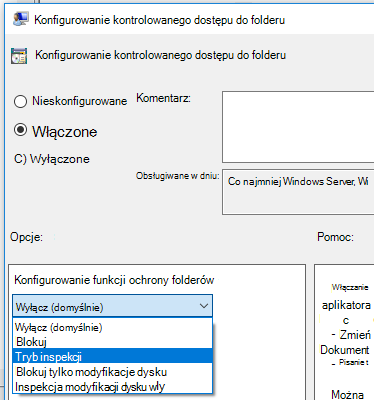 Konfigurowanie kontrolowanego dostępu do folderu
Konfigurowanie kontrolowanego dostępu do folderu
Nieskonfigurowane
Komentarz:
Włączone
C) Wyłączone
Obsługiwane w dniu:
Co najmniej Windows Server, Wi
Opcje:
Pomoc:
Konfigurowanie funkcji ochrony folderów
Wyłącz (domyślnie)
Wyłącz (domyślnie)
Blokuj
Tryb inspekcji
Blokuj tylko modyfikacje dysku
Inspekcja modyfikacji dysku wły
Włączanie
aplikatora
c
- Zmień
Dokument
- Pisanie t
Można